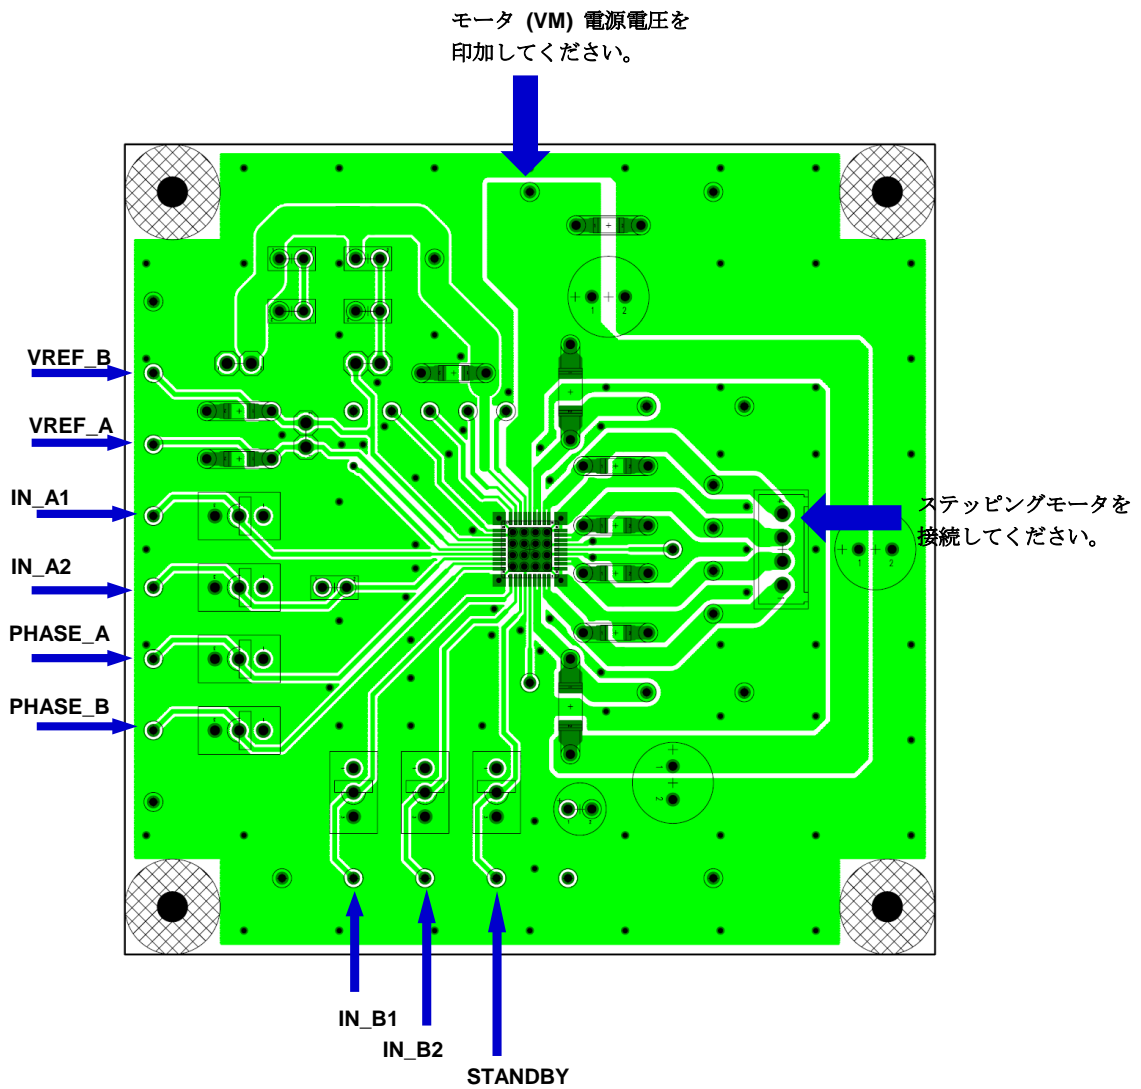 モータ (VM) 電源電圧を
印加してください。
VREF_B
VREF_A
IN_A1
ステッピングモータを
接続してください。
IN_A2
PHASE_A
PHASE_B
IN_B1
IN_B2
STANDBY